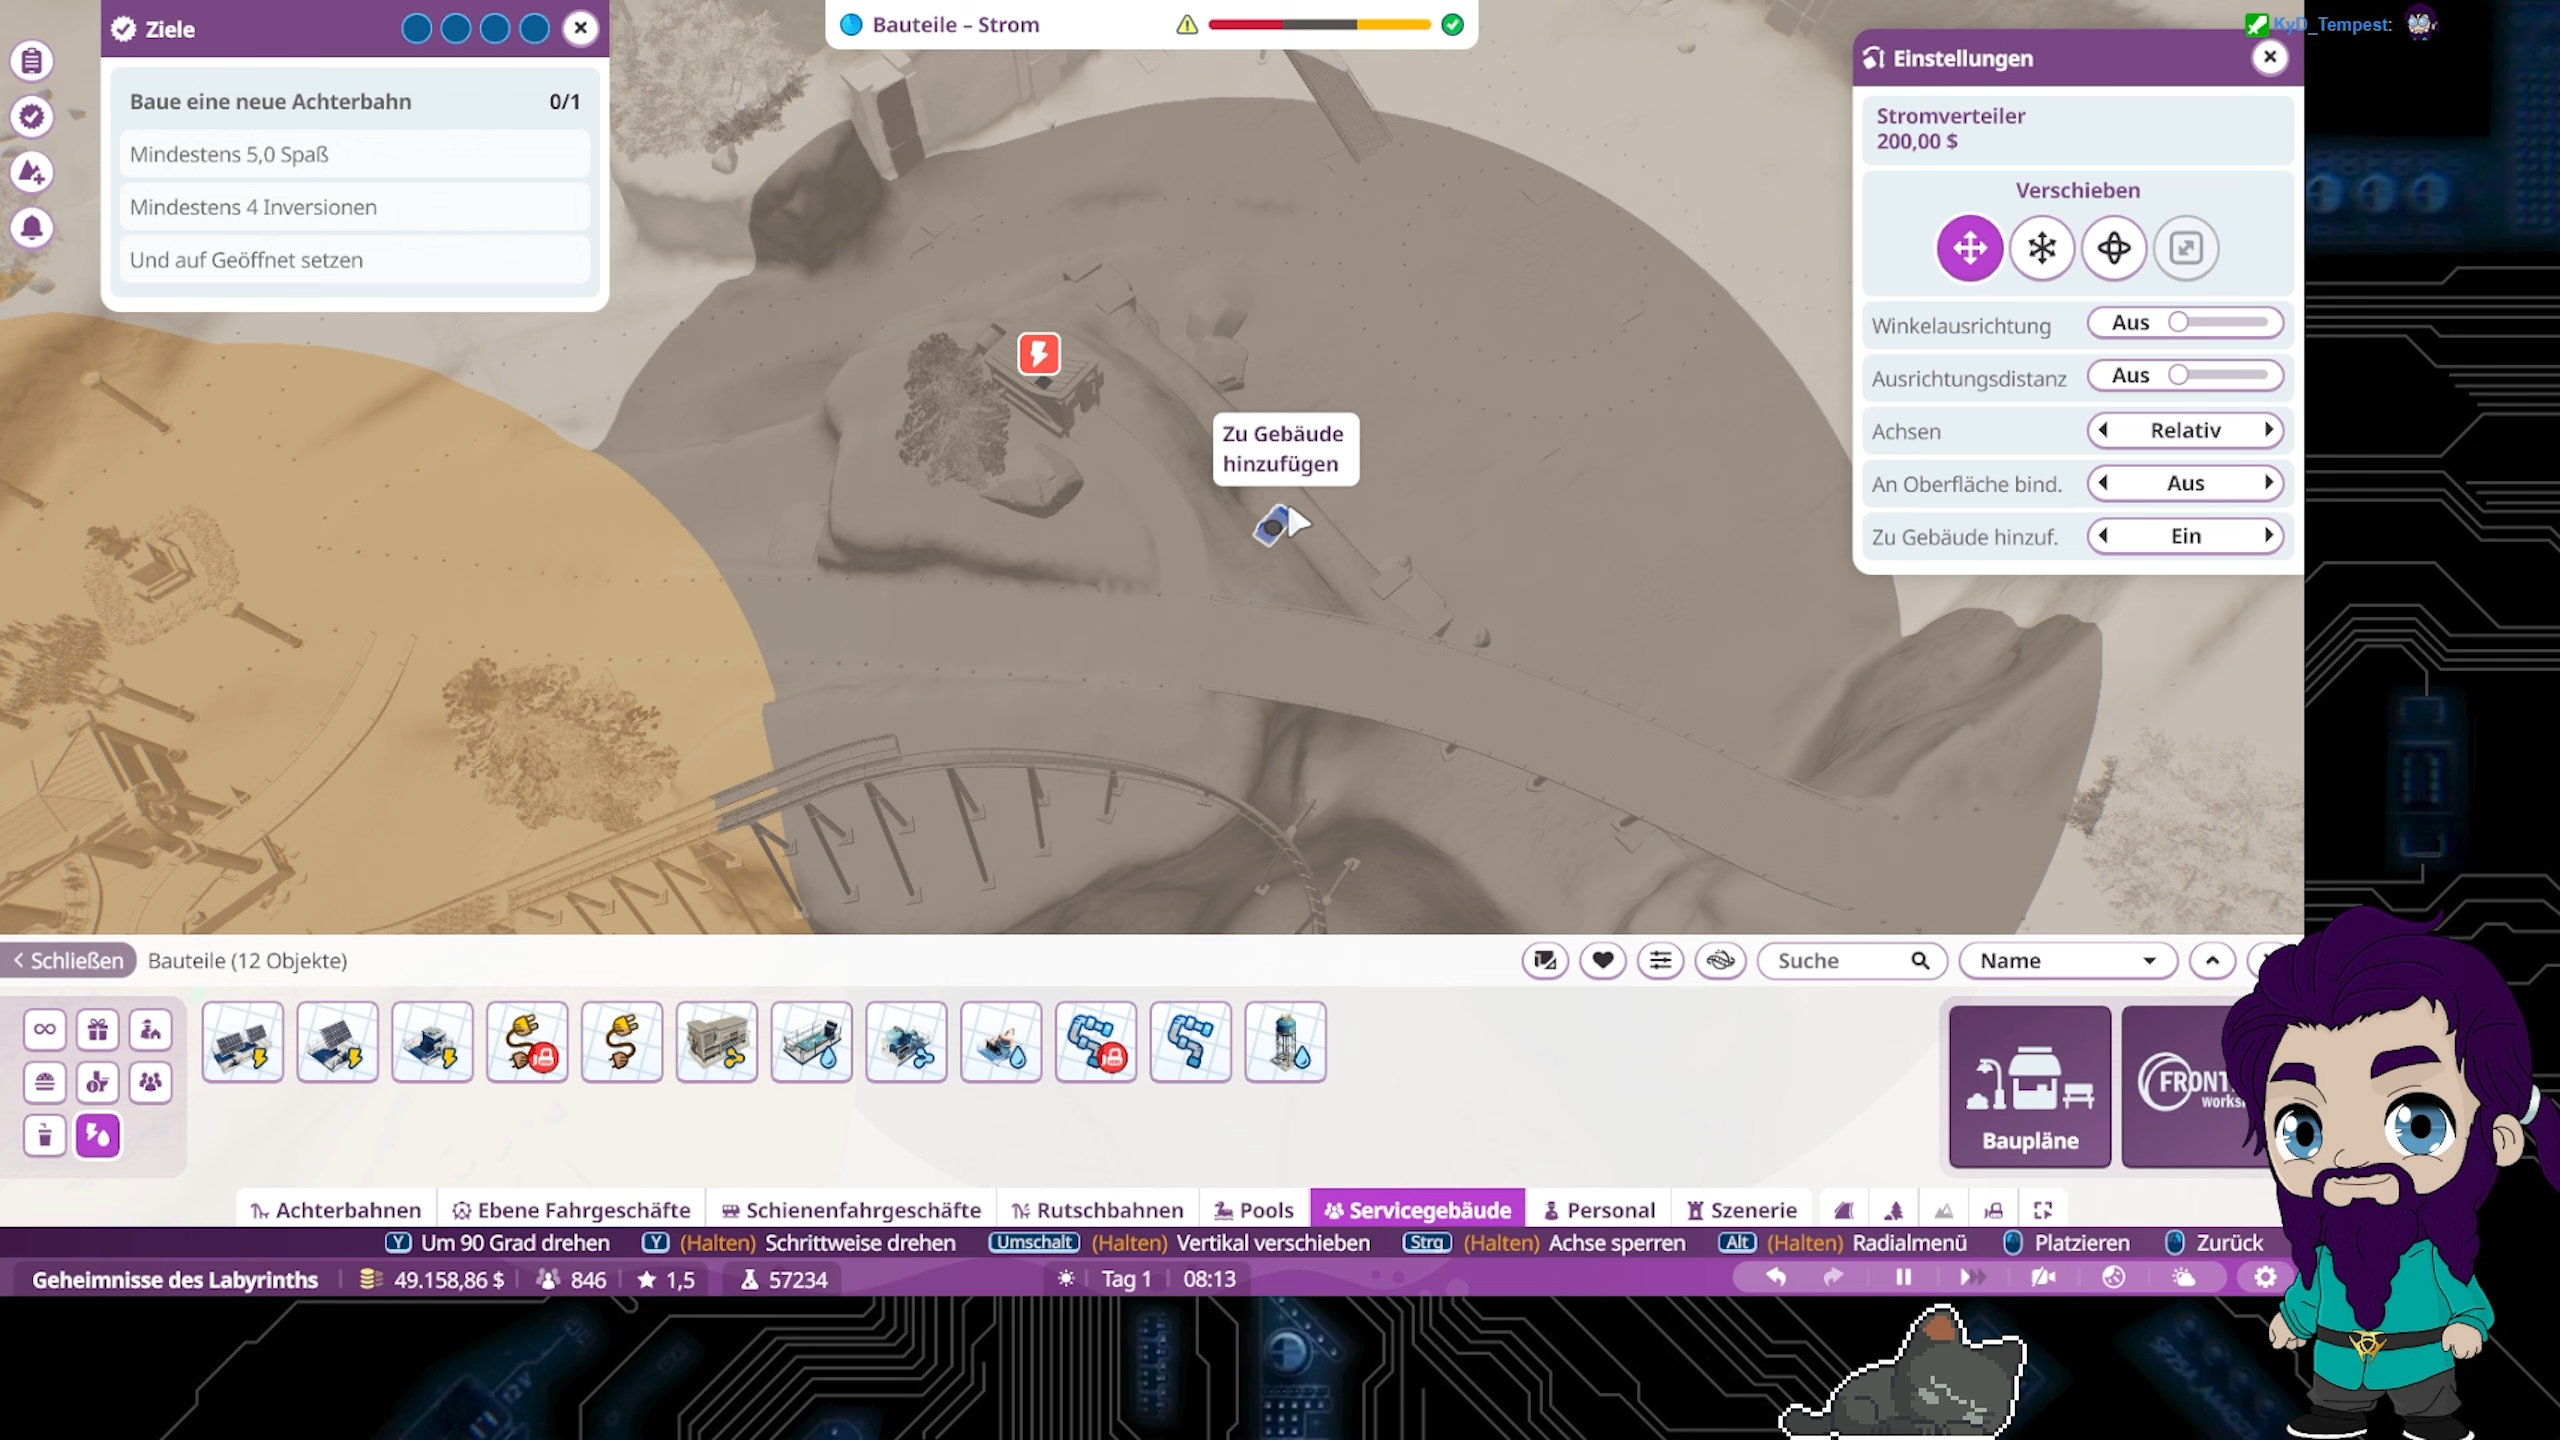 Ziele
Baue eine neue Achterbahn 0/1
Mindestens 5,0 Spaß
Mindestens 4 Inversionen
Und auf Geöffnet setzen
Bauteile – Strom
KyD_Tempest:
Einstellungen
Stromverteiler
200,00 $
Verschieben
Winkelausrichtung Aus
Ausrichtungsdistanz Aus
Achsen Relativ
An Oberfläche bind. Aus
Zu Gebäude hinzuf. Ein
Zu Gebäude
hinzufügen
Schließen Bauteile (12 Objekte) Suche Name
Baupläne
Achterbahnen Ebene Fahrgeschäfte Schienenfahrgeschäfte Rutschbahnen Pools Servicegebäude Personal Szenerie
Y Um 90 Grad drehen Y (Halten) Schrittweise drehen Umschalt (Halten) Vertikal verschieben Strg (Halten) Achse sperren Alt (Halten) Radialmenü Platzieren Zurück
Geheimnisse des Labyrinths 49.158,86 $ 846 1,5 57234 Tag 1 08:13
12V